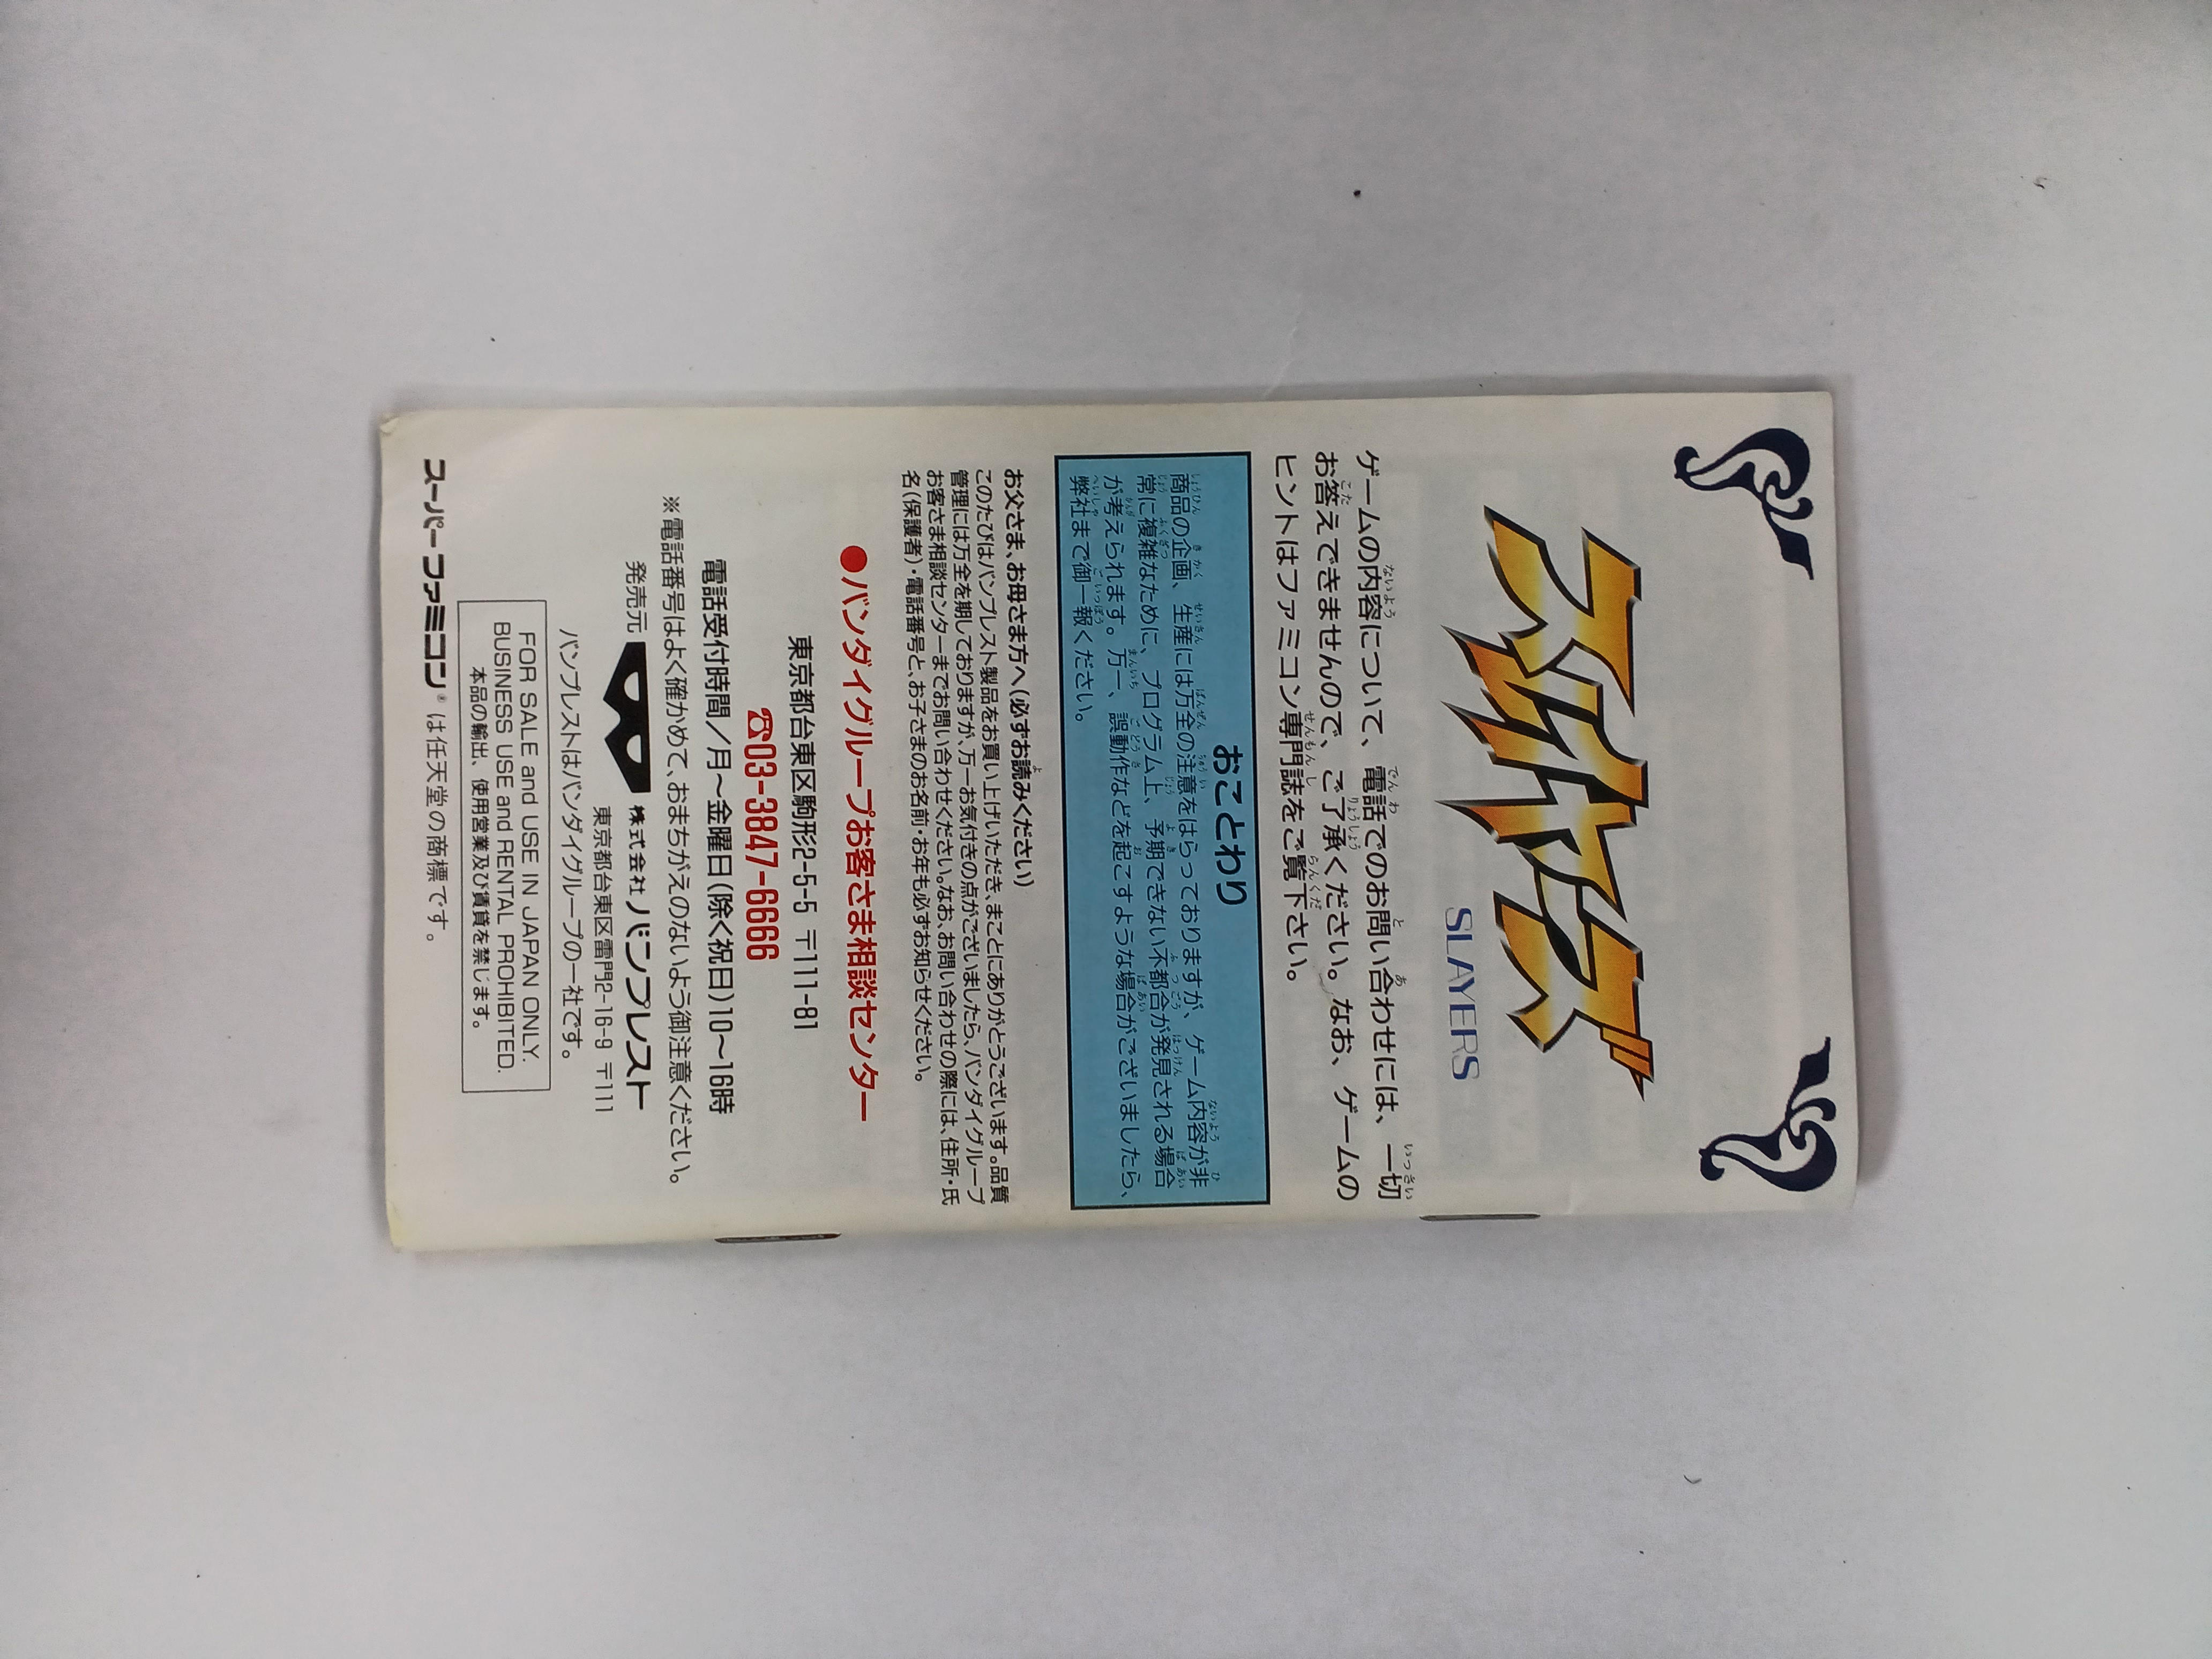 スレイヤーズ
SLAYERS
ゲームの内容について、電話でのお問い合わせには、一切
お答えできませんので、ご了承ください。なお、ゲームの
ヒントはファミコン専門誌をご覧下さい。
おことわり
商品の企画、生産には万全の注意をはらっておりますが、ゲーム内容が非
常に複雑なために、プログラム上、予期できない不都合が発見される場合
が考えられます。万一、誤動作などを起こすような場合がございましたら、
弊社まで御一報ください。
お父さま、お母さま方へ(必ずお読みください)
このたびはバンプレスト製品をお買い上げいただき、まことにありがとうございます。品質
管理には万全を期しておりますが、万一お気付きの点がございましたら、バンダイグループ
お客さま相談センターまでお問い合わせください。なお、お問い合わせの際には、住所・氏
名(保護者)・電話番号と、お子さまのお名前・お年も必ずお知らせください。
●バンダイグループお客さま相談センター
東京都台東区駒形2-5-5 〒111-81
☎03-3847-6666
電話受付時間/月〜金曜日(除く祝日)10〜16時
※電話番号はよく確かめて、おまちがえのないよう御注意ください。
発売元 株式会社 バンプレスト
東京都台東区雷門2-16-9 〒111
バンプレストはバンダイグループの一社です。
FOR SALE and USE IN JAPAN ONLY.
BUSINESS USE and RENTAL PROHIBITED.
本品の輸出、使用営業及び賃貸を禁じます。
スーパーファミコン® は任天堂の商標です。